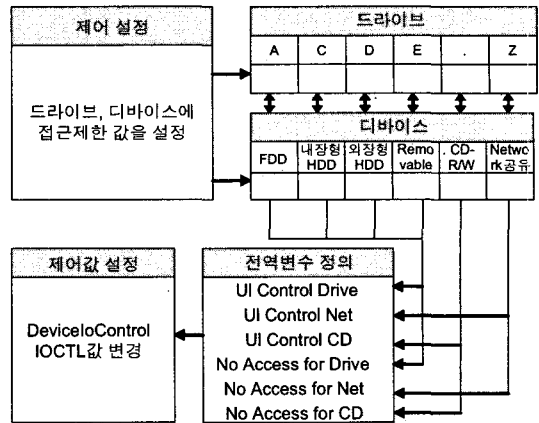 제어 설정
드라이브, 디바이스에
접근제한 값을 설정
드라이브
A C D E . Z
디바이스
FDD 내장형 HDD 외장형 HDD Remo vable . CD- R/W Netwo rk공유
제어값 설정
DeviceIoControl
IOCTL값 변경
전역변수 정의
UI Control Drive
UI Control Net
UI Control CD
No Access for Drive
No Access for Net
No Access for CD